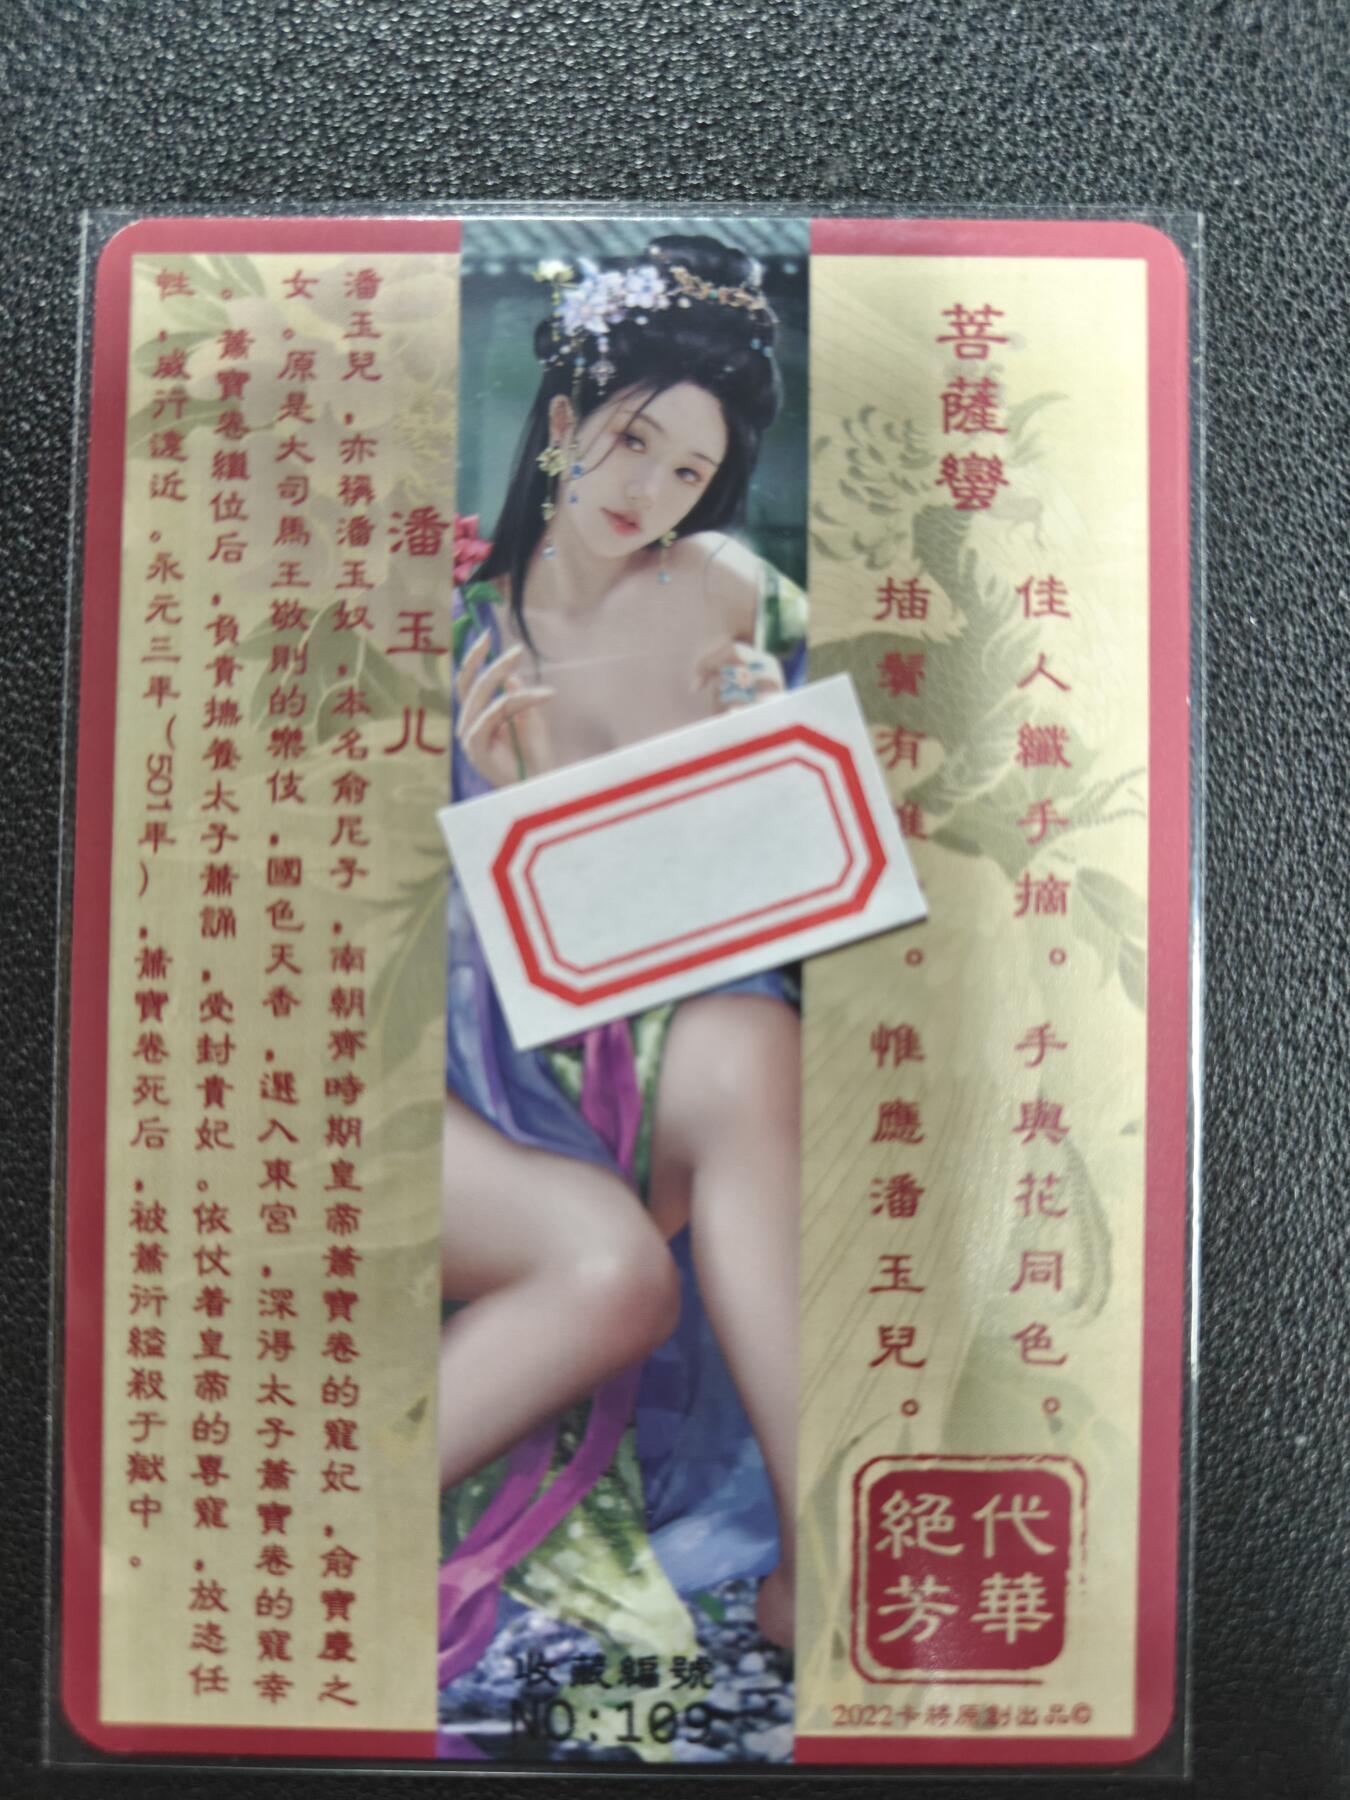 菩薩蠻
佳人纖手摘。手與花同色。
插鬢有
。惟應潘玉兒。
代華
絕芳
2022卡將原創出品©
潘玉儿
潘玉兒,亦稱潘玉奴,本名俞尼子,南朝齊時期皇帝蕭寶卷的寵妃,俞寶慶之
女。原是大司馬王敬則的樂伎,國色天香,選入東宮,深得太子蕭寶卷的寵幸
。蕭寶卷繼位后,負責撫養太子蕭誦,受封貴妃。依仗着皇帝的專寵,放恣任
性,威行遠近。永元三年(501年),蕭寶卷死后,被蕭衍縊殺于獄中。
收藏編號
NO:109